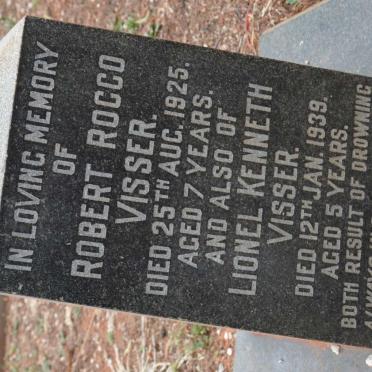 IN LOVING MEMORY
OF
ROBERT ROCCO
VISSER.
DIED 25TH AUG. 1925.
AGED 7 YEARS.
AND ALSO OF
LIONEL KENNETH
VISSER.
DIED 12TH JAN. 1939.
AGED 5 YEARS.
BOTH RESULT OF DROWNING
ALWAYS